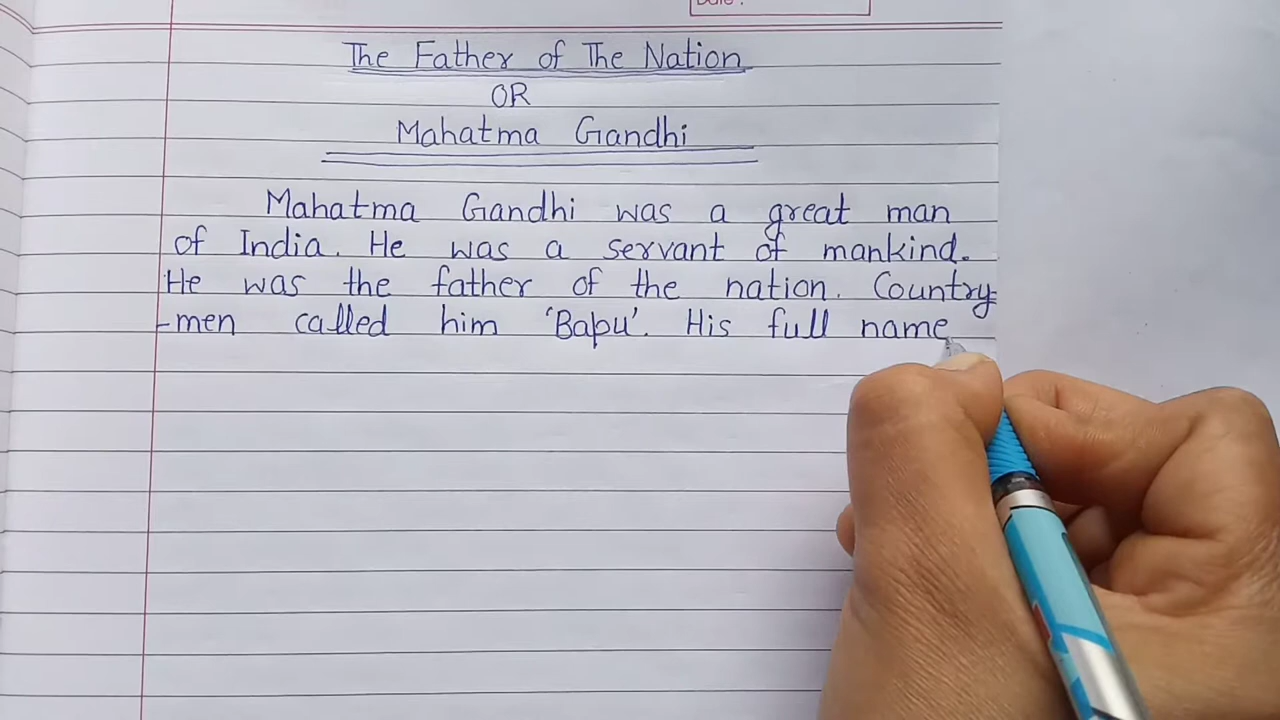 The Father of The Nation
OR
Mahatma Gandhi
Mahatma Gandhi was a great man
of India. He was a servant of mankind.
He was the father of the nation. Country-
-men called him 'Bapu'. His full name